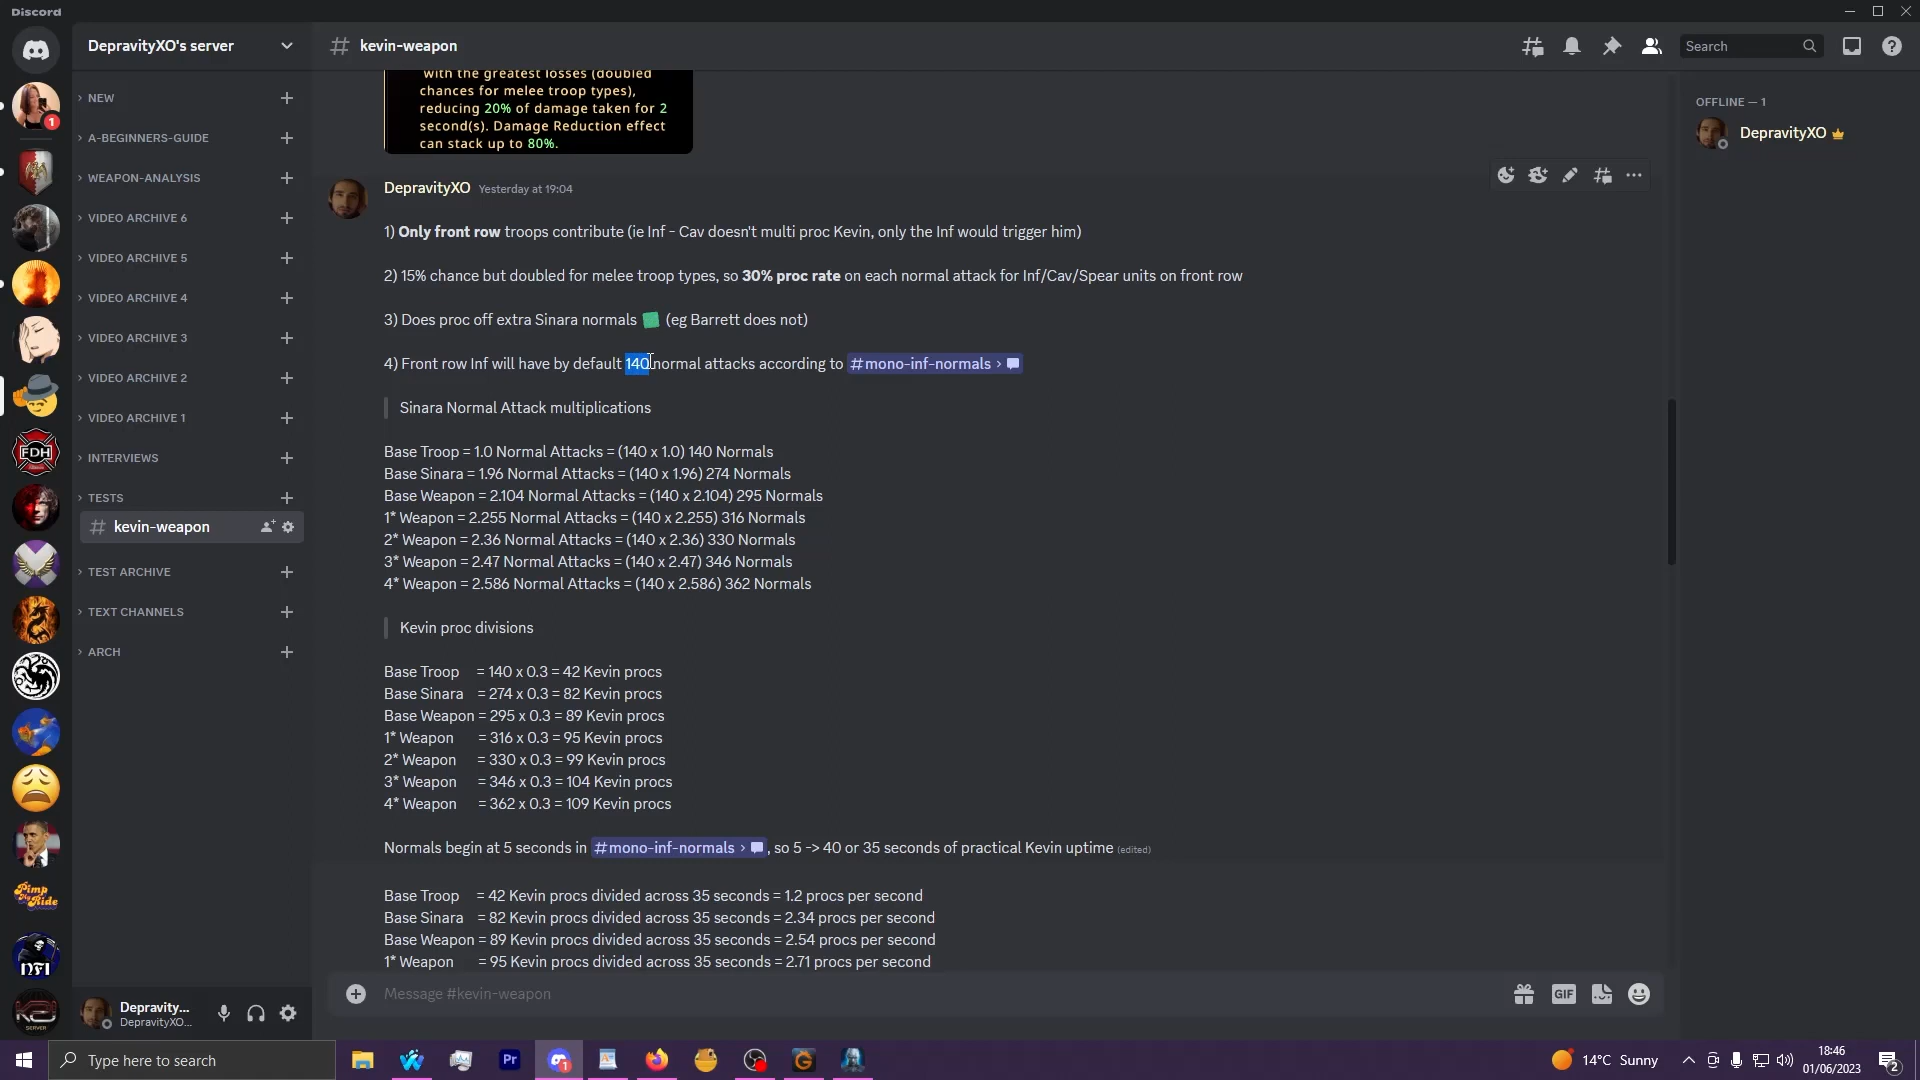 Discord
DepravityXO's server
kevin-weapon
Search
NEW
A-BEGINNERS-GUIDE
WEAPON-ANALYSIS
VIDEO ARCHIVE 6
VIDEO ARCHIVE 5
VIDEO ARCHIVE 4
VIDEO ARCHIVE 3
VIDEO ARCHIVE 2
VIDEO ARCHIVE 1
INTERVIEWS
TESTS
kevin-weapon
TEST ARCHIVE
TEXT CHANNELS
ARCH
1
FDH
Pimp
My Ride
NFI
SERVER
Depravity...
DepravityXO...
with the greatest losses (doubled
chances for melee troop types),
reducing 20% of damage taken for 2
second(s). Damage Reduction effect
can stack up to 80%.
DepravityXO Yesterday at 19:04
1) Only front row troops contribute (ie Inf - Cav doesn't multi proc Kevin, only the Inf would trigger him)
2) 15% chance but doubled for melee troop types, so 30% proc rate on each normal attack for Inf/Cav/Spear units on front row
3) Does proc off extra Sinara normals (eg Barrett does not)
4) Front row Inf will have by default 140 normal attacks according to #mono-inf-normals ›
Sinara Normal Attack multiplications
Base Troop = 1.0 Normal Attacks = (140 x 1.0) 140 Normals
Base Sinara = 1.96 Normal Attacks = (140 x 1.96) 274 Normals
Base Weapon = 2.104 Normal Attacks = (140 x 2.104) 295 Normals
1* Weapon = 2.255 Normal Attacks = (140 x 2.255) 316 Normals
2* Weapon = 2.36 Normal Attacks = (140 x 2.36) 330 Normals
3* Weapon = 2.47 Normal Attacks = (140 x 2.47) 346 Normals
4* Weapon = 2.586 Normal Attacks = (140 x 2.586) 362 Normals
Kevin proc divisions
Base Troop = 140 x 0.3 = 42 Kevin procs
Base Sinara = 274 x 0.3 = 82 Kevin procs
Base Weapon = 295 x 0.3 = 89 Kevin procs
1* Weapon = 316 x 0.3 = 95 Kevin procs
2* Weapon = 330 x 0.3 = 99 Kevin procs
3* Weapon = 346 x 0.3 = 104 Kevin procs
4* Weapon = 362 x 0.3 = 109 Kevin procs
Normals begin at 5 seconds in #mono-inf-normals › , so 5 -> 40 or 35 seconds of practical Kevin uptime (edited)
Base Troop = 42 Kevin procs divided across 35 seconds = 1.2 procs per second
Base Sinara = 82 Kevin procs divided across 35 seconds = 2.34 procs per second
Base Weapon = 89 Kevin procs divided across 35 seconds = 2.54 procs per second
1* Weapon = 95 Kevin procs divided across 35 seconds = 2.71 procs per second
Message #kevin-weapon
GIF
OFFLINE — 1
DepravityXO
Type here to search
Pr
1
14°C Sunny
18:46
01/06/2023
2